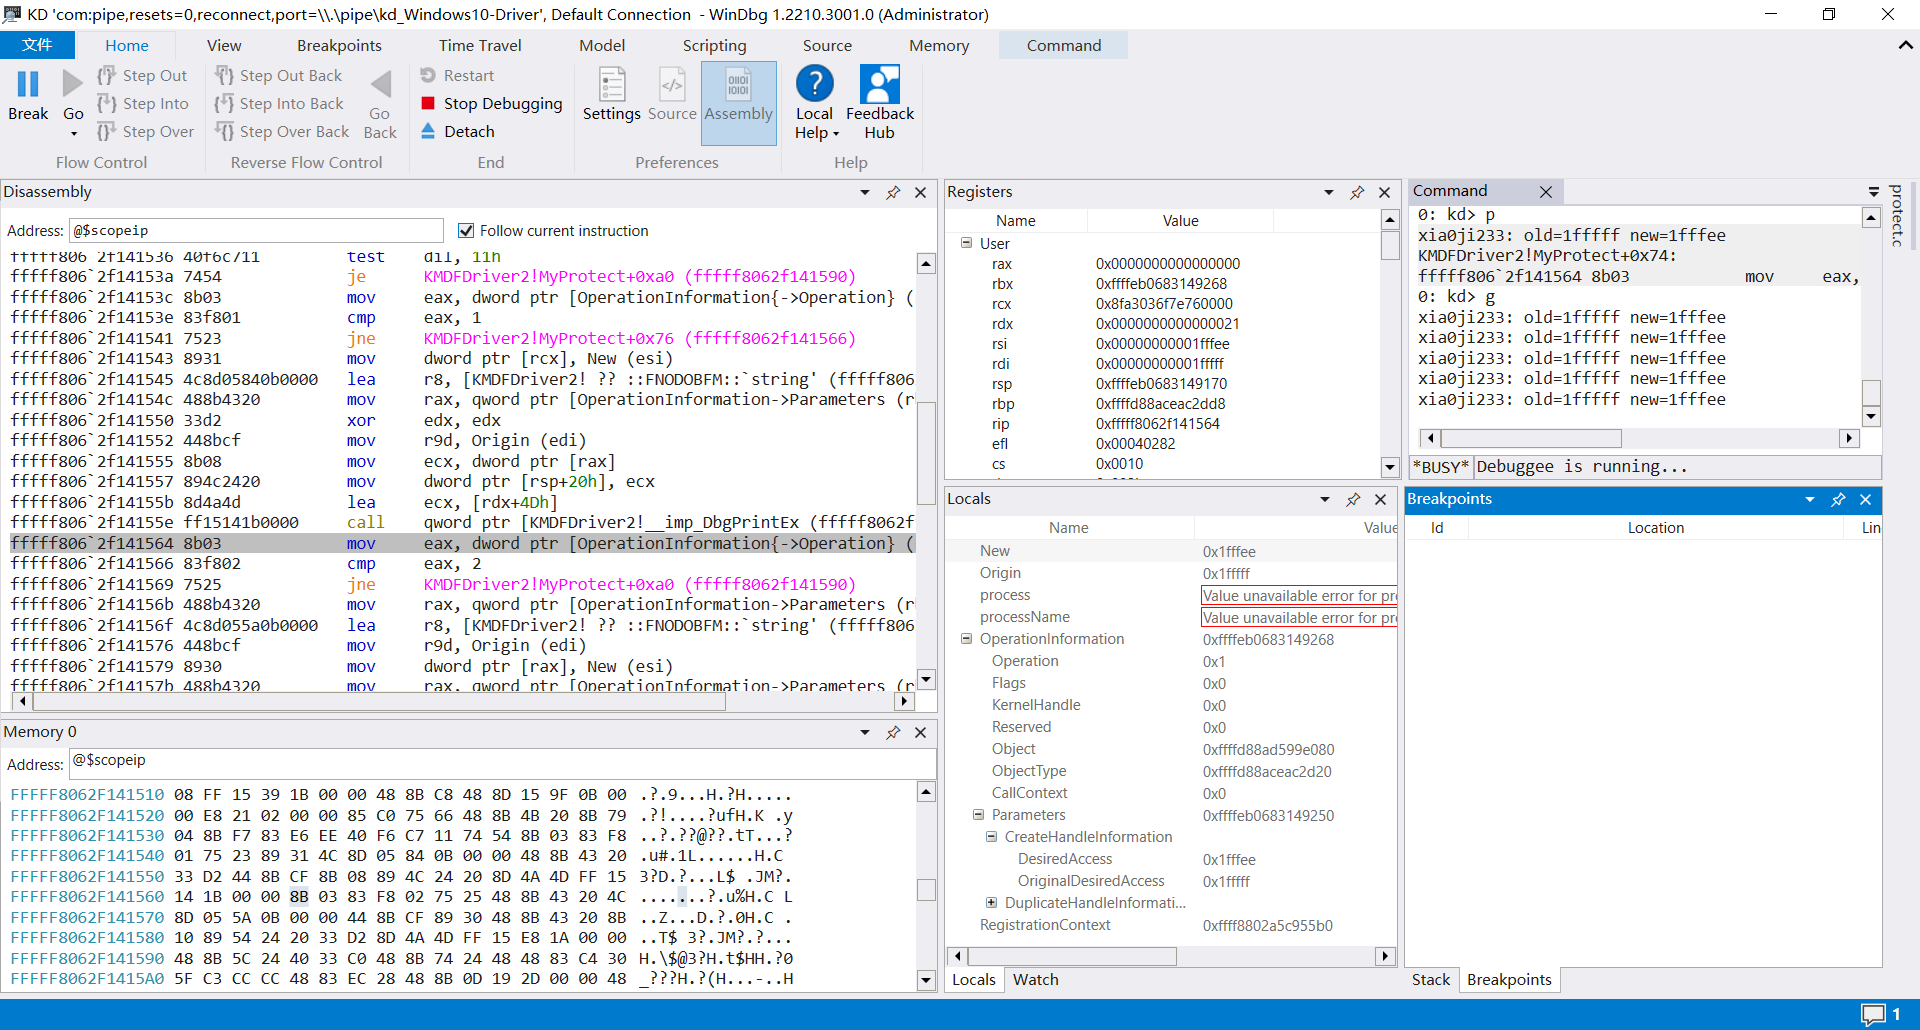 KD 'com:pipe,resets=0,reconnect,port=\\.\pipe\kd_Windows10-Driver', Default Connection  - WinDbg 1.2210.3001.0 (Administrator)
文件 Home View Breakpoints Time Travel Model Scripting Source Memory Command
Break Go
Step Out
Step Into
Step Over
Flow Control
Step Out Back
Step Into Back
Step Over Back
Go Back
Reverse Flow Control
Restart
Stop Debugging
Detach
End
Settings Source Assembly
Preferences
Local Help
Feedback Hub
Help
Disassembly
Address: @$scopeip
Follow current instruction
fffff806`2f141536 40f6c711 test dil, 11h
fffff806`2f14153a 7454 je KMDFDriver2!MyProtect+0xa0 (fffff8062f141590)
fffff806`2f14153c 8b03 mov eax, dword ptr [OperationInformation{->Operation} (
fffff806`2f14153e 83f801 cmp eax, 1
fffff806`2f141541 7523 jne KMDFDriver2!MyProtect+0x76 (fffff8062f141566)
fffff806`2f141543 8931 mov dword ptr [rcx], New (esi)
fffff806`2f141545 4c8d05840b0000 lea r8, [KMDFDriver2! ?? ::FNODOBFM::`string' (fffff806
fffff806`2f14154c 488b4320 mov rax, qword ptr [OperationInformation->Parameters (r
fffff806`2f141550 33d2 xor edx, edx
fffff806`2f141552 448bcf mov r9d, Origin (edi)
fffff806`2f141555 8b08 mov ecx, dword ptr [rax]
fffff806`2f141557 894c2420 mov dword ptr [rsp+20h], ecx
fffff806`2f14155b 8d4a4d lea ecx, [rdx+4Dh]
fffff806`2f14155e ff15141b0000 call qword ptr [KMDFDriver2!__imp_DbgPrintEx (fffff8062f
fffff806`2f141564 8b03 mov eax, dword ptr [OperationInformation{->Operation} (
fffff806`2f141566 83f802 cmp eax, 2
fffff806`2f141569 7525 jne KMDFDriver2!MyProtect+0xa0 (fffff8062f141590)
fffff806`2f14156b 488b4320 mov rax, qword ptr [OperationInformation->Parameters (r
fffff806`2f14156f 4c8d055a0b0000 lea r8, [KMDFDriver2! ?? ::FNODOBFM::`string' (fffff806
fffff806`2f141576 448bcf mov r9d, Origin (edi)
fffff806`2f141579 8930 mov dword ptr [rax], New (esi)
fffff806`2f14157b 488b4320 mov rax, qword ptr [OperationInformation->Parameters (r
Memory 0
Address: @$scopeip
FFFFF8062F141510 08 FF 15 39 1B 00 00 48 8B C8 48 8D 15 9F 0B 00 .?.9...H.?H.....
FFFFF8062F141520 00 E8 21 02 00 00 85 C0 75 66 48 8B 4B 20 8B 79 .?!....?ufH.K .y
FFFFF8062F141530 04 8B F7 83 E6 EE 40 F6 C7 11 74 54 8B 03 83 F8 ..?.??@??.tT...?
FFFFF8062F141540 01 75 23 89 31 4C 8D 05 84 0B 00 00 48 8B 43 20 .u#.1L......H.C
FFFFF8062F141550 33 D2 44 8B CF 8B 08 89 4C 24 20 8D 4A 4D FF 15 3?D.?...L$ .JM?.
FFFFF8062F141560 14 1B 00 00 8B 03 83 F8 02 75 25 48 8B 43 20 4C .......?.u%H.C L
FFFFF8062F141570 8D 05 5A 0B 00 00 44 8B CF 89 30 48 8B 43 20 8B ..Z...D.?.0H.C .
FFFFF8062F141580 10 89 54 24 20 33 D2 8D 4A 4D FF 15 E8 1A 00 00 ..T$ 3?.JM?.?...
FFFFF8062F141590 48 8B 5C 24 40 33 C0 48 8B 74 24 48 48 83 C4 30 H.\$@3?H.t$HH.?0
FFFFF8062F1415A0 5F C3 CC CC 48 83 EC 28 48 8B 0D 19 2D 00 00 48 _???H.?(H...-..H
Registers
Name Value
User
rax 0x0000000000000000
rbx 0xffffeb0683149268
rcx 0x8fa3036f7e760000
rdx 0x0000000000000021
rsi 0x00000000001fffee
rdi 0x00000000001fffff
rsp 0xffffeb0683149170
rbp 0xffffd88aceac2dd8
rip 0xfffff8062f141564
efl 0x00040282
cs 0x0010
Locals
Name Value
New 0x1fffee
Origin 0x1fffff
process Value unavailable error for pr
processName Value unavailable error for pr
OperationInformation 0xffffeb0683149268
Operation 0x1
Flags 0x0
KernelHandle 0x0
Reserved 0x0
Object 0xffffd88ad599e080
ObjectType 0xffffd88aceac2d20
CallContext 0x0
Parameters 0xffffeb0683149250
CreateHandleInformation
DesiredAccess 0x1fffee
OriginalDesiredAccess 0x1fffff
DuplicateHandleInformati...
RegistrationContext 0xffff8802a5c955b0
Locals Watch
Command
protect.c
0: kd> p
xia0ji233: old=1fffff new=1fffee
KMDFDriver2!MyProtect+0x74:
fffff806`2f141564 8b03 mov eax,
0: kd> g
xia0ji233: old=1fffff new=1fffee
xia0ji233: old=1fffff new=1fffee
xia0ji233: old=1fffff new=1fffee
xia0ji233: old=1fffff new=1fffee
xia0ji233: old=1fffff new=1fffee
*BUSY* Debuggee is running...
Breakpoints
Id Location Lin
Stack Breakpoints
1